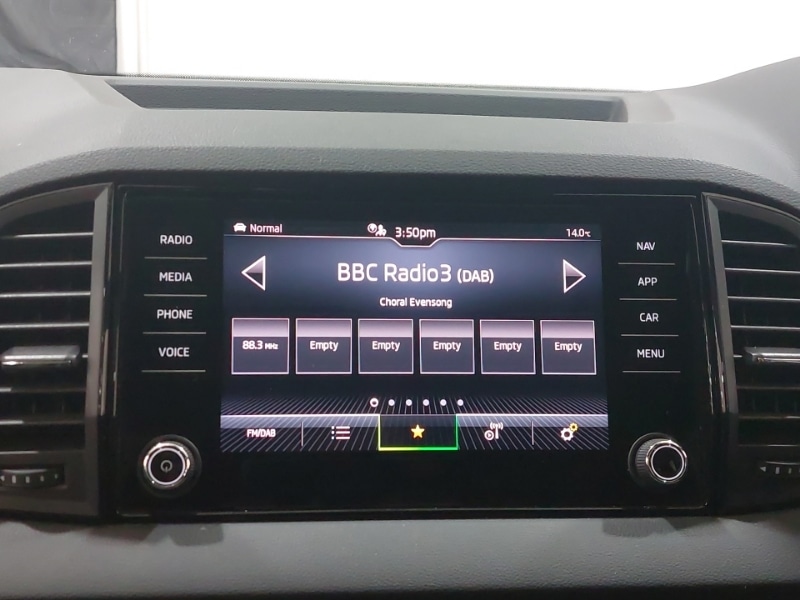 Normal 3:50pm 14.0°C
RADIO
MEDIA
PHONE
VOICE
BBC Radio3 (DAB)
Choral Evensong
88.3 MHz Empty Empty Empty Empty Empty
FM/DAB
NAV
APP
CAR
MENU